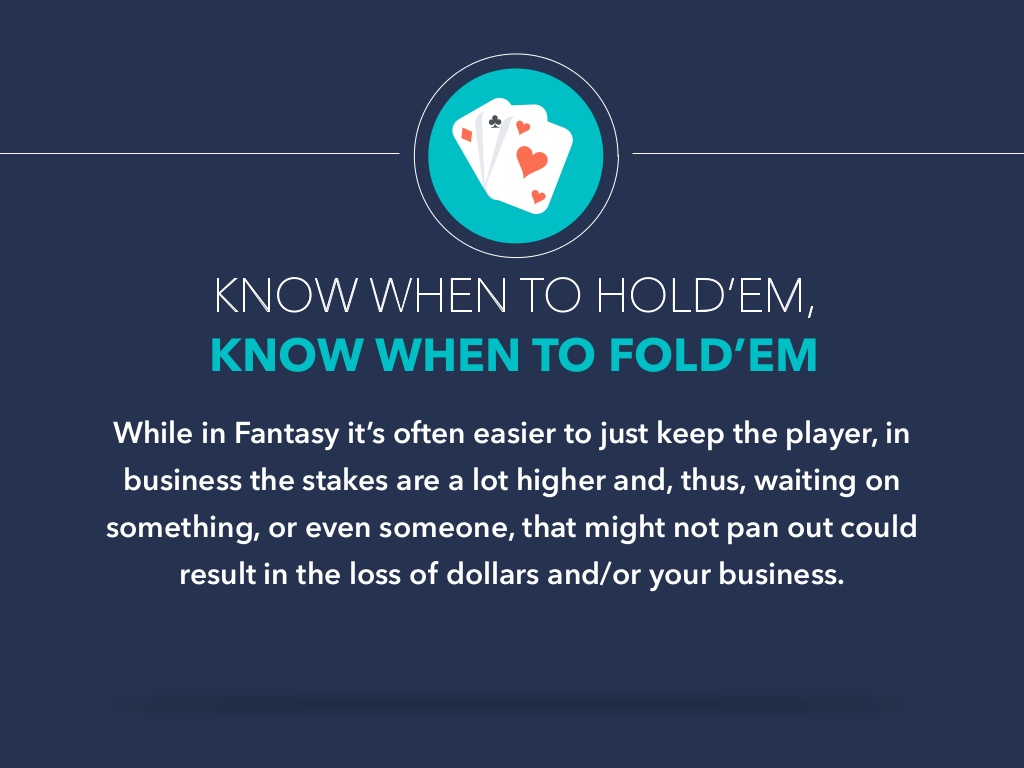 KNOW WHEN TO HOLD’EM,
KNOW WHEN TO FOLD’EM
While in Fantasy it’s often easier to just keep the player, in
business the stakes are a lot higher and, thus, waiting on
something, or even someone, that might not pan out could
result in the loss of dollars and/or your business.